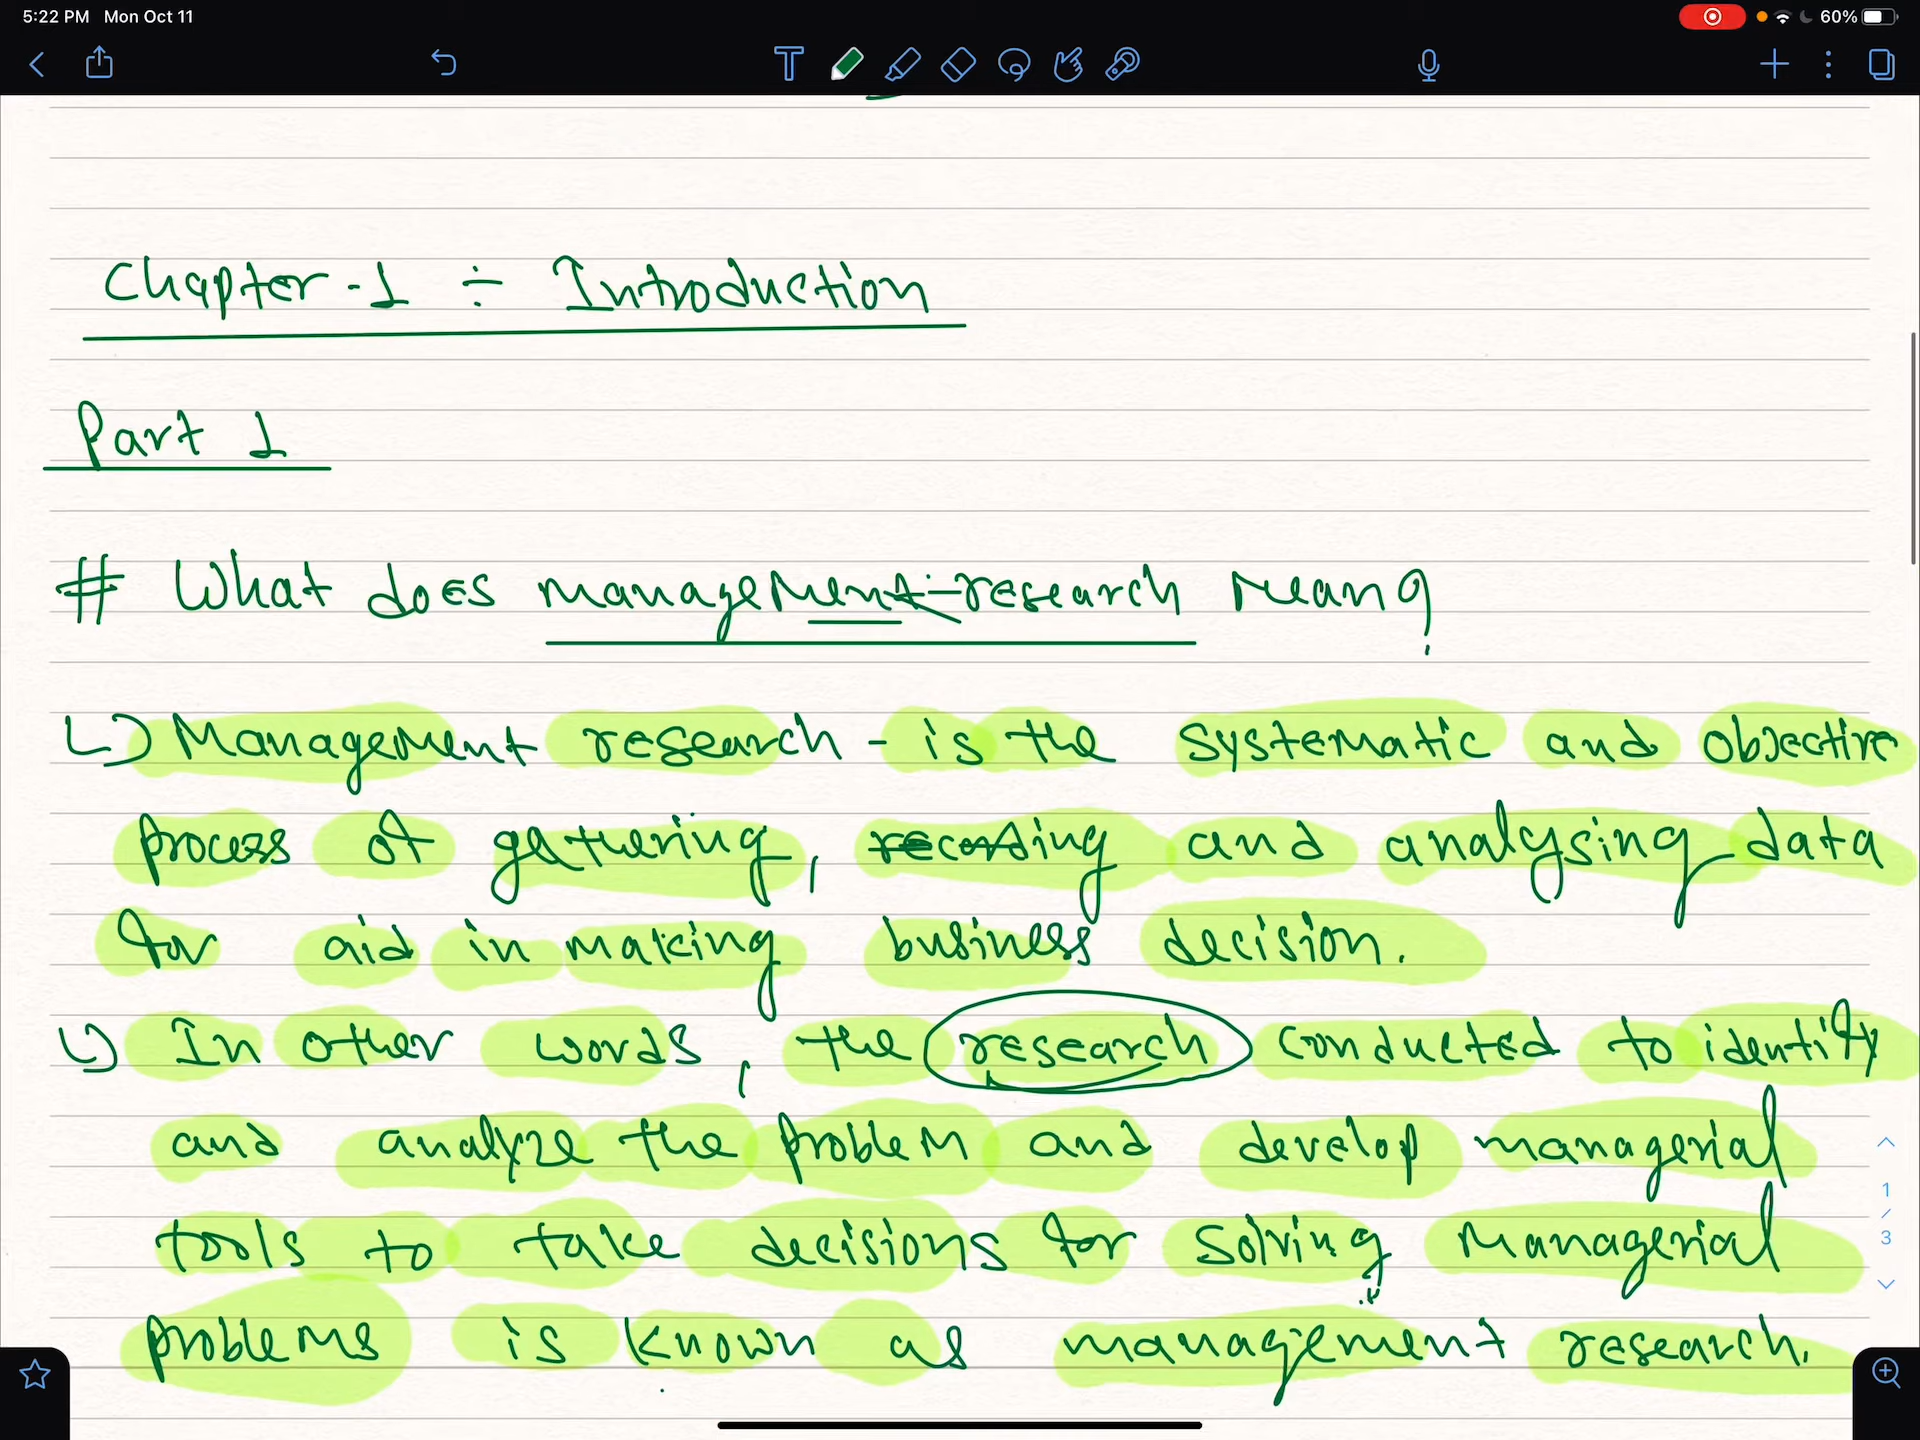 5:22 PM Mon Oct 11 60%
Chapter-1 ÷ Introduction
Part 1
# What does management-research mean?
↳ Management research - is the systematic and objective
process of gathering, recording and analysing data
for aid in making business decision.
↳ In other words, the research conducted to identify
and analyze the problem and develop managerial
tools to take decisions for solving managerial
problems is known as management research.
1
/
3